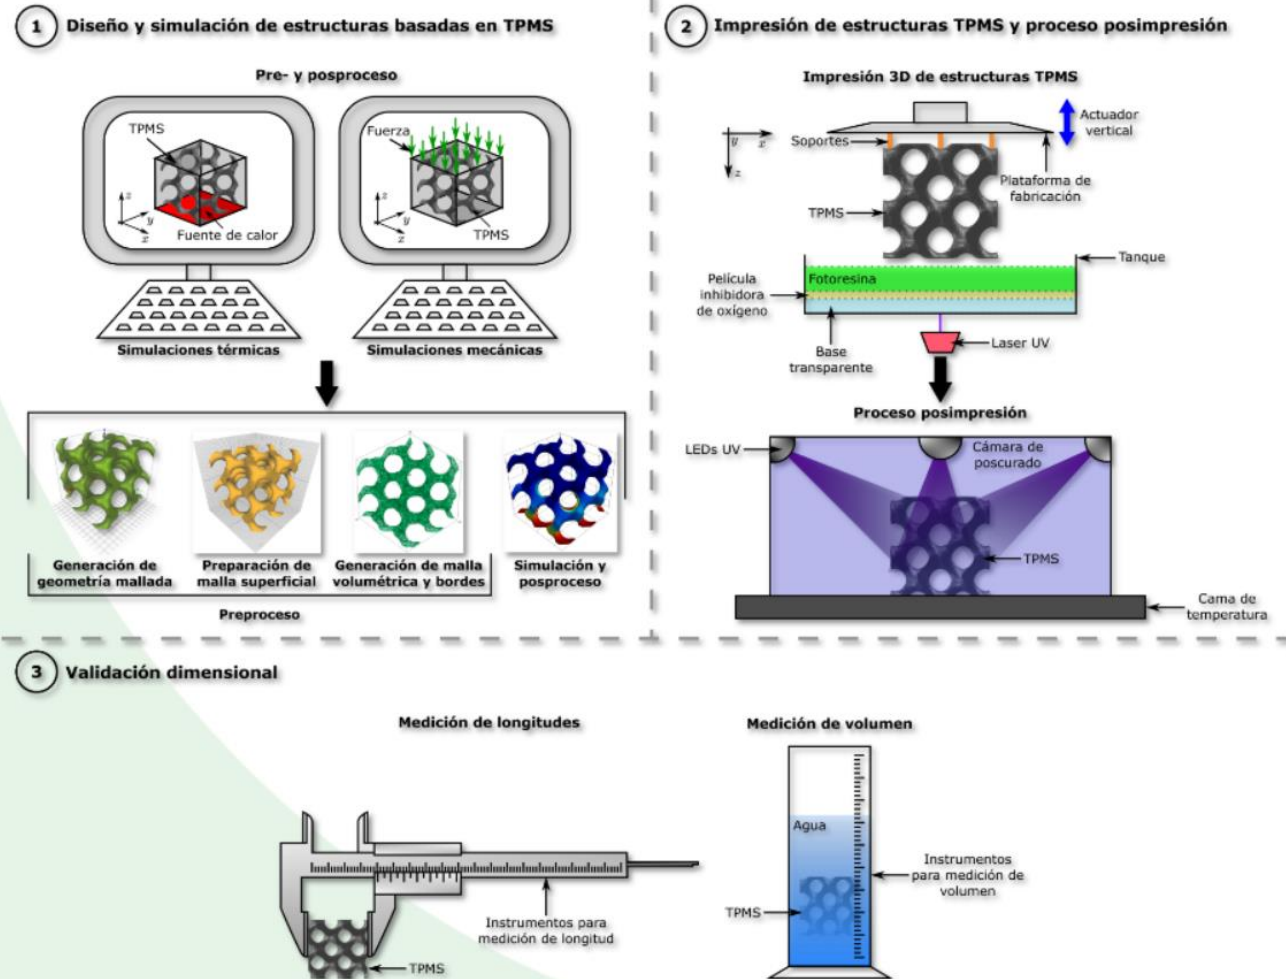 1 Diseño y simulación de estructuras basadas en TPMS
Pre- y posproceso
TPMS
Fuente de calor
z
y
x
Simulaciones térmicas
Fuerza
TPMS
z
y
x
Simulaciones mecánicas
Generación de
geometría mallada
Preparación de
malla superficial
Generación de malla
volumétrica y bordes
Simulación y
posproceso
Preproceso
2 Impresión de estructuras TPMS y proceso posimpresión
Impresión 3D de estructuras TPMS
Actuador
vertical
y
x
z
Soportes
Plataforma de
fabricación
TPMS
Tanque
Fotoresina
Película
inhibidora
de oxígeno
Base
transparente
Laser UV
Proceso posimpresión
LEDs UV
Cámara de
poscurado
TPMS
Cama de
temperatura
3 Validación dimensional
Medición de longitudes
Instrumentos para
medición de longitud
TPMS
Medición de volumen
Agua
Instrumentos
para medición de
volumen
TPMS